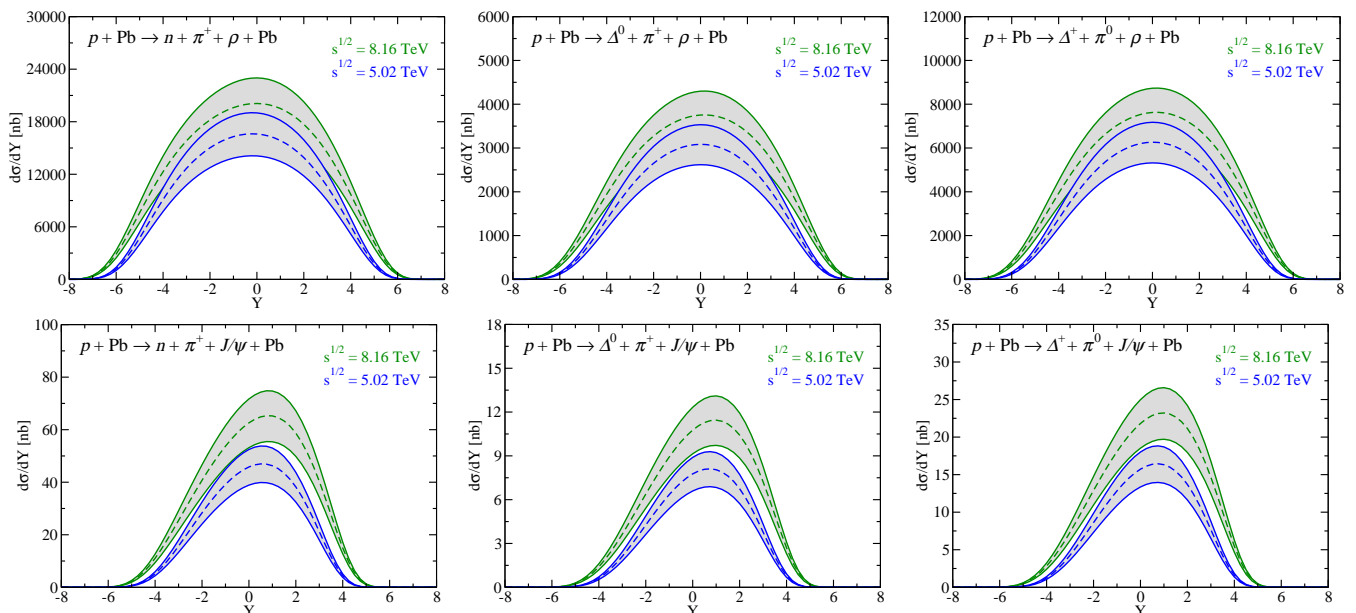 p + Pb → n + π⁺ + ρ + Pb
s^{1/2} = 8.16 TeV
s^{1/2} = 5.02 TeV
dσ/dY [nb]
30000
24000
18000
12000
6000
0
-8 -6 -4 -2 0 2 4 6 8
Y
p + Pb → Δ⁰ + π⁺ + ρ + Pb
s^{1/2} = 8.16 TeV
s^{1/2} = 5.02 TeV
dσ/dY [nb]
6000
5000
4000
3000
2000
1000
0
-8 -6 -4 -2 0 2 4 6 8
Y
p + Pb → Δ⁺ + π⁰ + ρ + Pb
s^{1/2} = 8.16 TeV
s^{1/2} = 5.02 TeV
dσ/dY [nb]
12000
10000
8000
6000
4000
2000
0
-8 -6 -4 -2 0 2 4 6 8
Y
p + Pb → n + π⁺ + J/ψ + Pb
s^{1/2} = 8.16 TeV
s^{1/2} = 5.02 TeV
dσ/dY [nb]
100
80
60
40
20
0
-8 -6 -4 -2 0 2 4 6 8
Y
p + Pb → Δ⁰ + π⁺ + J/ψ + Pb
s^{1/2} = 8.16 TeV
s^{1/2} = 5.02 TeV
dσ/dY [nb]
18
15
12
9
6
3
0
-8 -6 -4 -2 0 2 4 6 8
Y
p + Pb → Δ⁺ + π⁰ + J/ψ + Pb
s^{1/2} = 8.16 TeV
s^{1/2} = 5.02 TeV
dσ/dY [nb]
35
30
25
20
15
10
5
0
-8 -6 -4 -2 0 2 4 6 8
Y